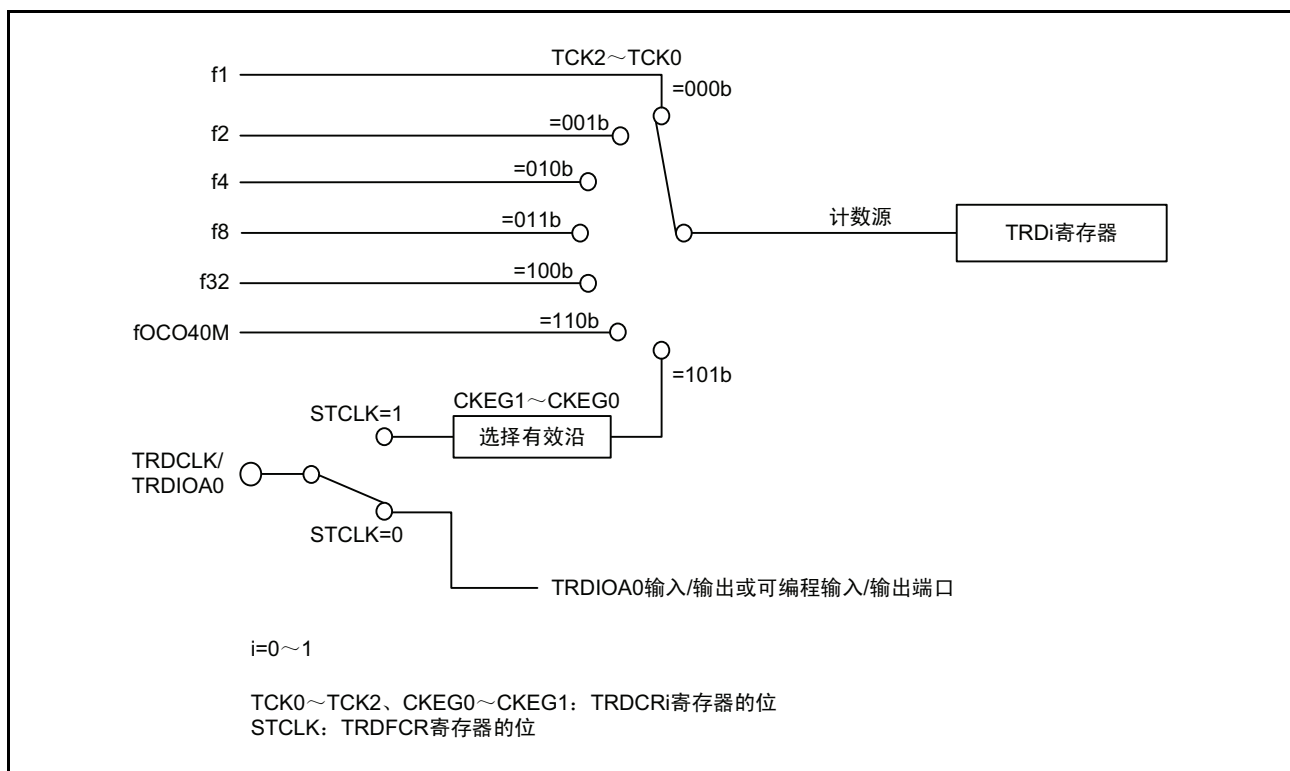 TCK2～TCK0
f1
=000b
f2
=001b
f4
=010b
f8
=011b
计数源
TRDi寄存器
f32
=100b
fOCO40M
=110b
=101b
STCLK=1
CKEG1～CKEG0
选择有效沿
TRDCLK/
TRDIOA0
STCLK=0
TRDIOA0输入/输出或可编程输入/输出端口
i=0～1
TCK0～TCK2、CKEG0～CKEG1：TRDCRi寄存器的位
STCLK：TRDFCR寄存器的位